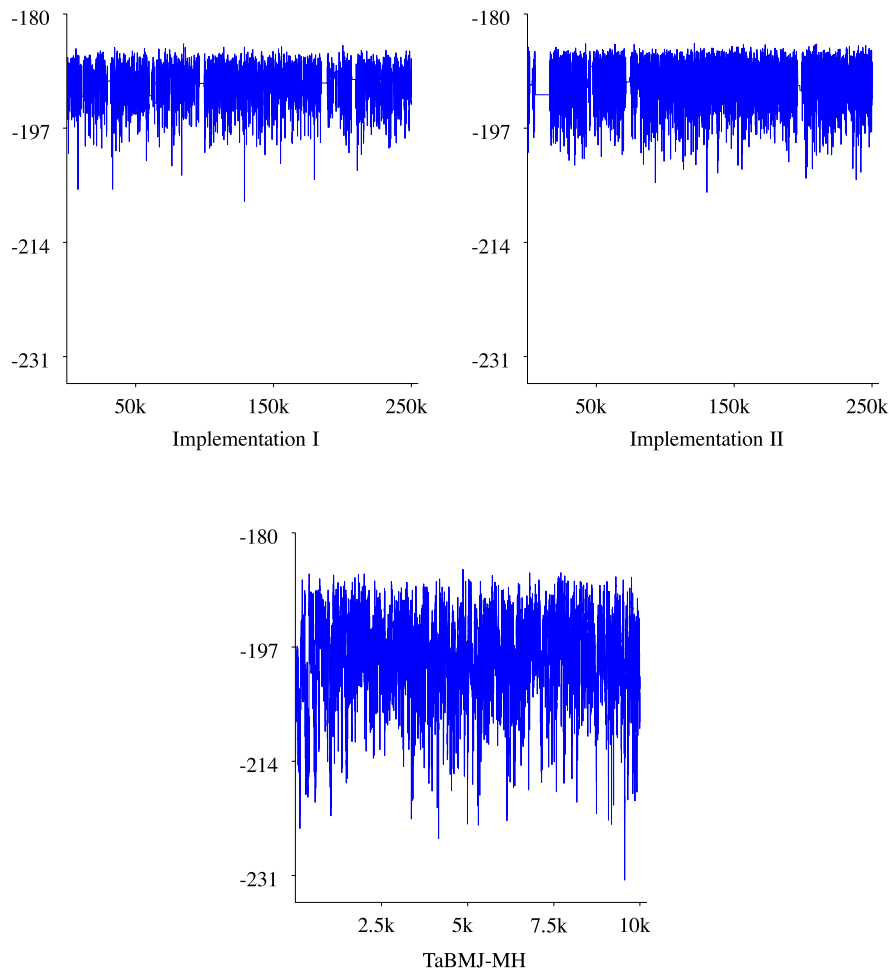 -180
-197
-214
-231
50k 150k 250k
Implementation I
-180
-197
-214
-231
50k 150k 250k
Implementation II
-180
-197
-214
-231
2.5k 5k 7.5k 10k
TaBMJ-MH